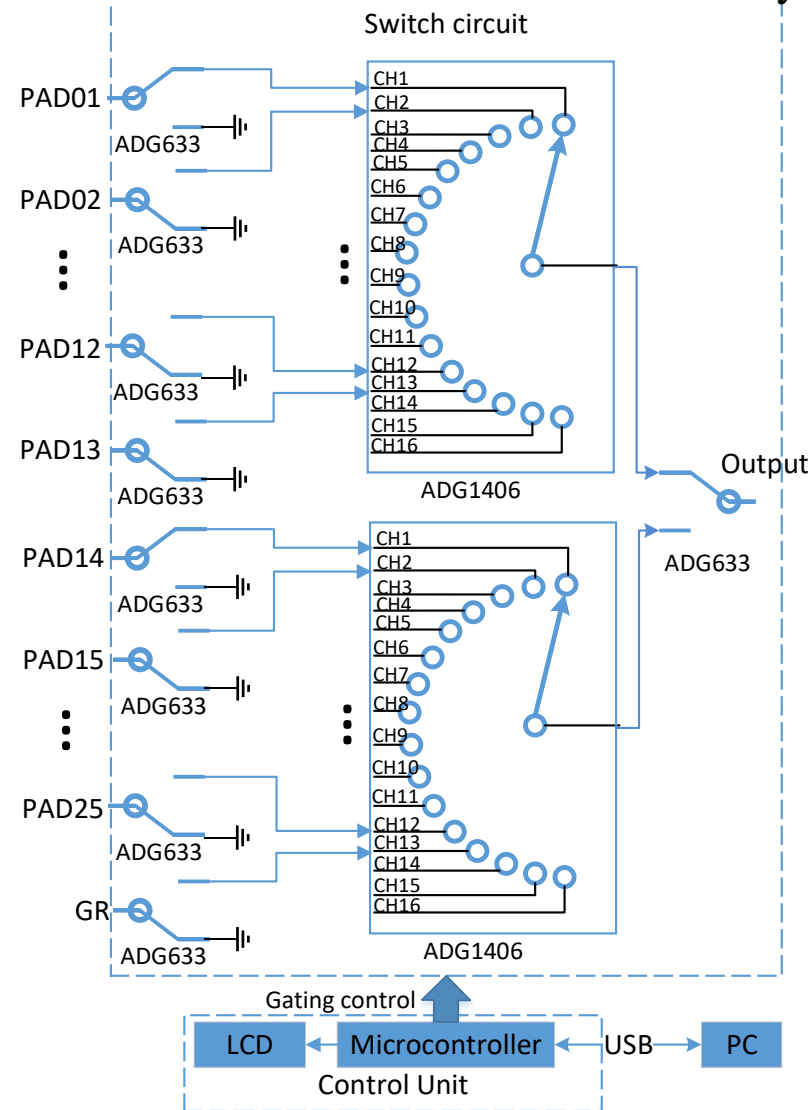 Switch circuit
PAD01
ADG633
PAD02
ADG633
PAD12
ADG633
PAD13
ADG633
CH1
CH2
CH3
CH4
CH5
CH6
CH7
CH8
CH9
CH10
CH11
CH12
CH13
CH14
CH15
CH16
ADG1406
Output
ADG633
PAD14
ADG633
PAD15
ADG633
PAD25
ADG633
GR
ADG633
CH1
CH2
CH3
CH4
CH5
CH6
CH7
CH8
CH9
CH10
CH11
CH12
CH13
CH14
CH15
CH16
ADG1406
Gating control
LCD
Microcontroller
USB
PC
Control Unit